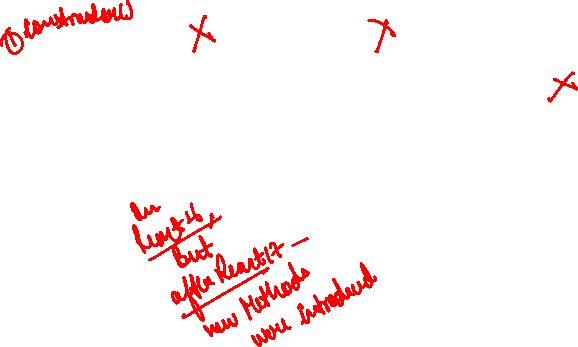 ① Constructor()
In
React 16,
But
after React 17 —
new Methods
were introduced